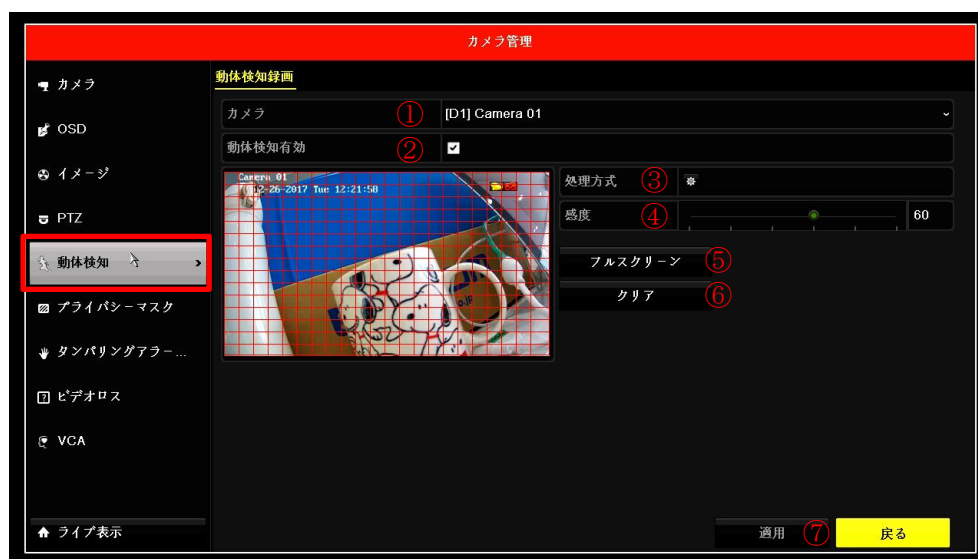 カメラ管理
カメラ
OSD
イメージ
PTZ
動体検知
プライバシーマスク
タンパリングアラー...
ビデオロス
VCA
ライブ表示
動体検知録画
カメラ ① [D1] Camera 01
動体検知有効 ②
Camera 01
12-26-2017 Tue 12:21:58
o.JP
処理方式 ③
感度 ④ 60
フルスクリーン ⑤
クリア ⑥
適用 ⑦ 戻る